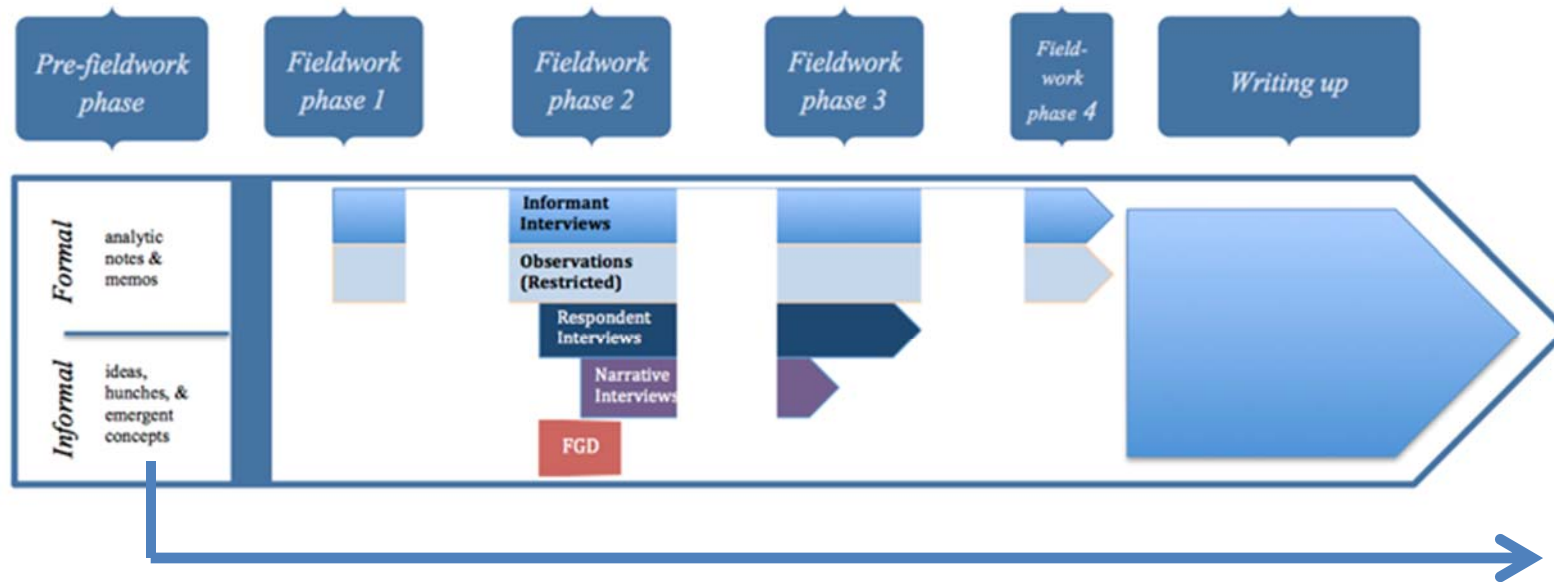 Pre-fieldwork
phase
Fieldwork
phase 1
Fieldwork
phase 2
Fieldwork
phase 3
Field-
work
phase 4
Writing up
Formal
analytic
notes &
memos
Informal
ideas,
hunches, &
emergent
concepts
Informant
Interviews
Observations
(Restricted)
Respondent
Interviews
Narrative
Interviews
FGD